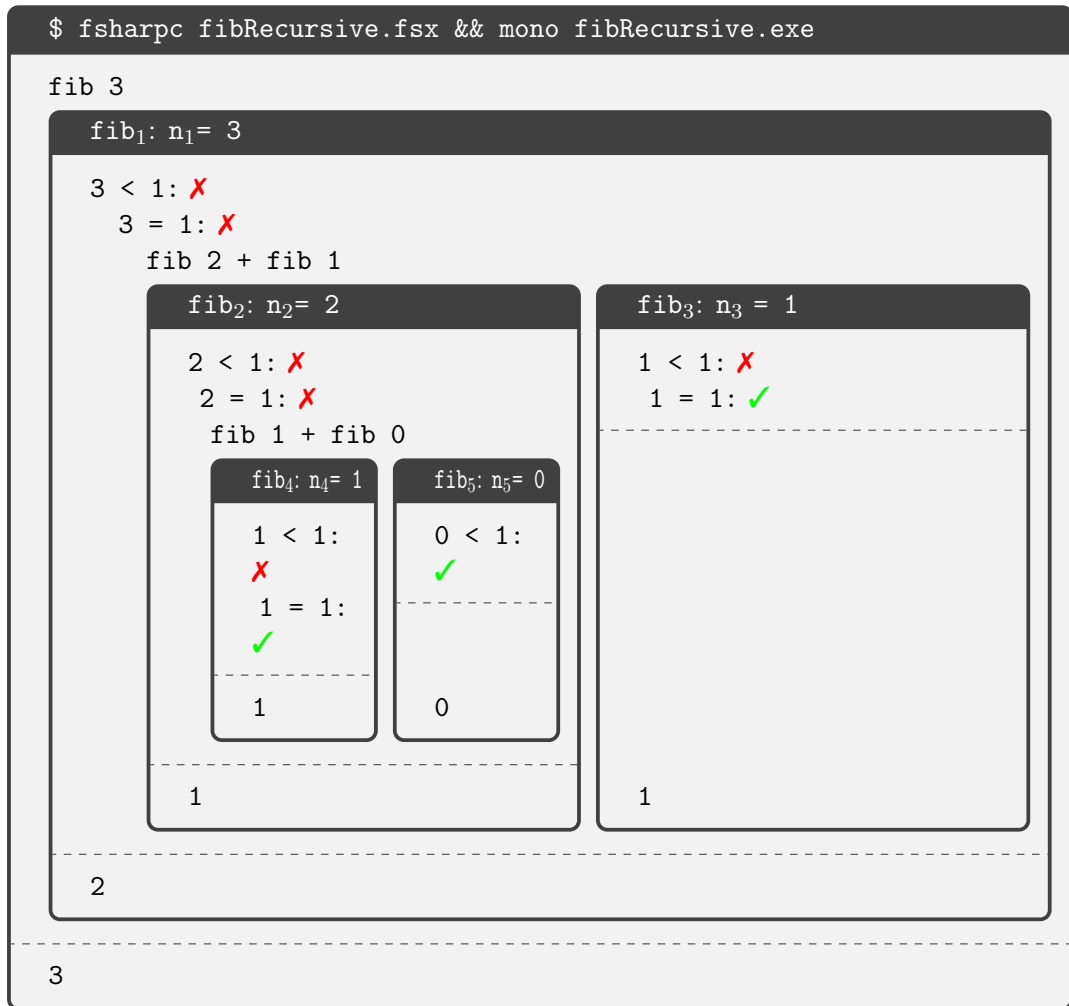 $ fsharpc fibRecursive.fsx && mono fibRecursive.exe
fib 3
fib₁: n₁= 3
3 < 1: ✗
3 = 1: ✗
fib 2 + fib 1
fib₂: n₂= 2
2 < 1: ✗
2 = 1: ✗
fib 1 + fib 0
fib₄: n₄= 1
1 < 1:
✗
1 = 1:
✓
1
fib₅: n₅= 0
0 < 1:
✓
0
1
fib₃: n₃ = 1
1 < 1: ✗
1 = 1: ✓
1
2
3